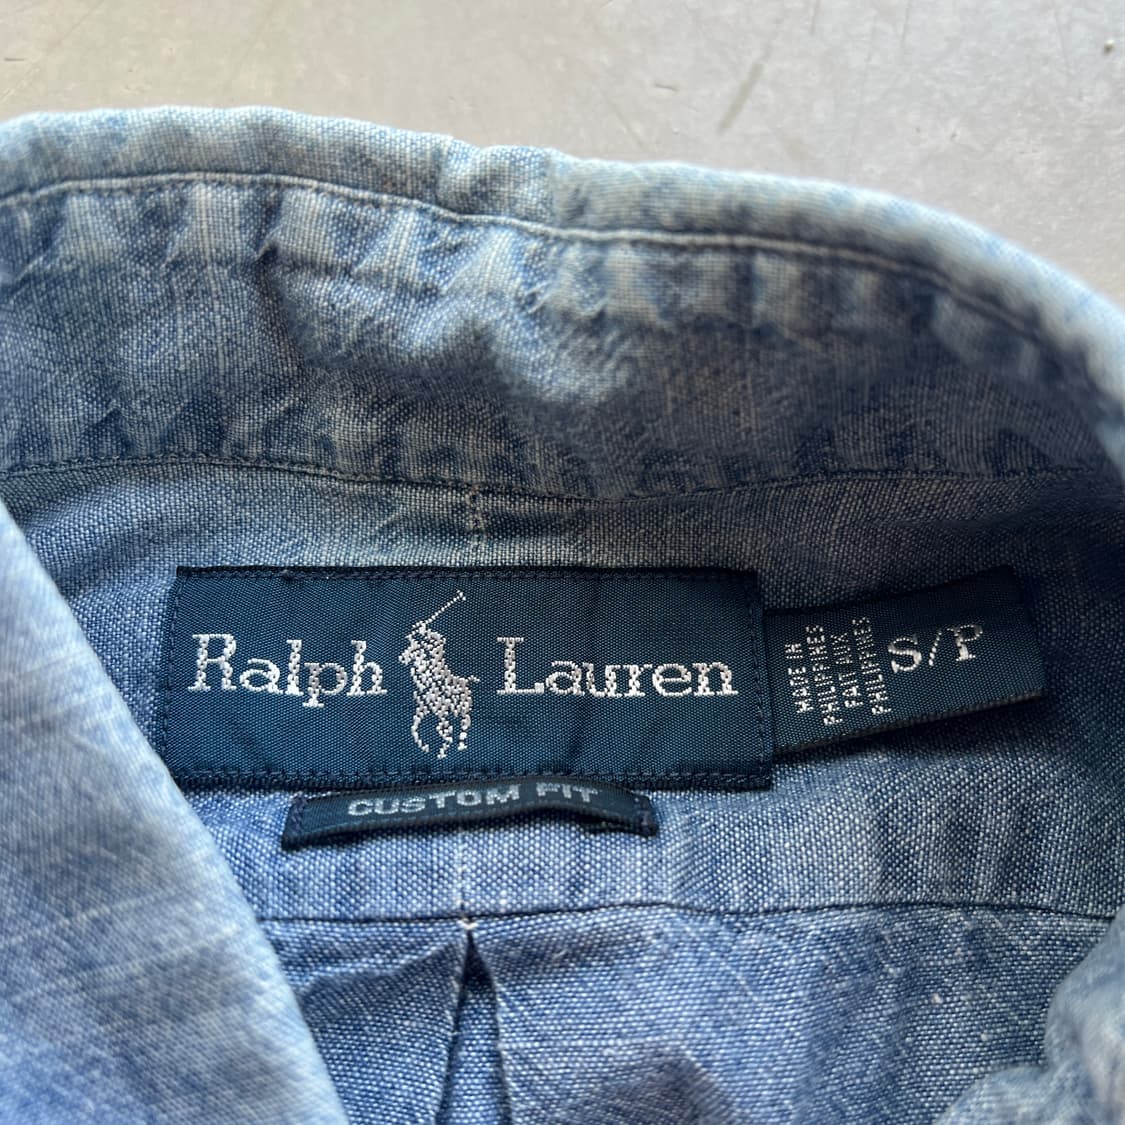 Ralph Lauren
MADE IN
PHILIPPINES
FAIT AUX
PHILIPPINES
S/P
CUSTOM FIT